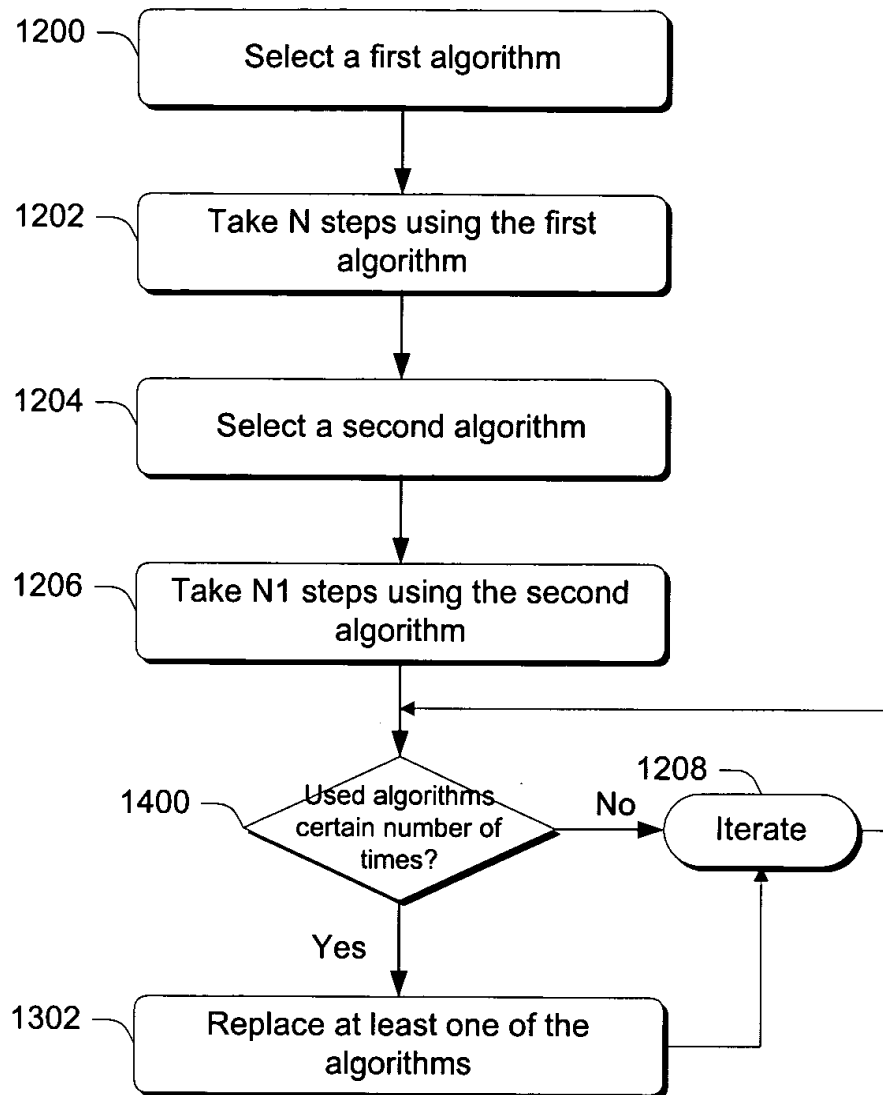 1200
Select a first algorithm
1202
Take N steps using the first
algorithm
1204
Select a second algorithm
1206
Take N1 steps using the second
algorithm
1400
Used algorithms
certain number of
times?
No
1208
Iterate
Yes
1302
Replace at least one of the
algorithms